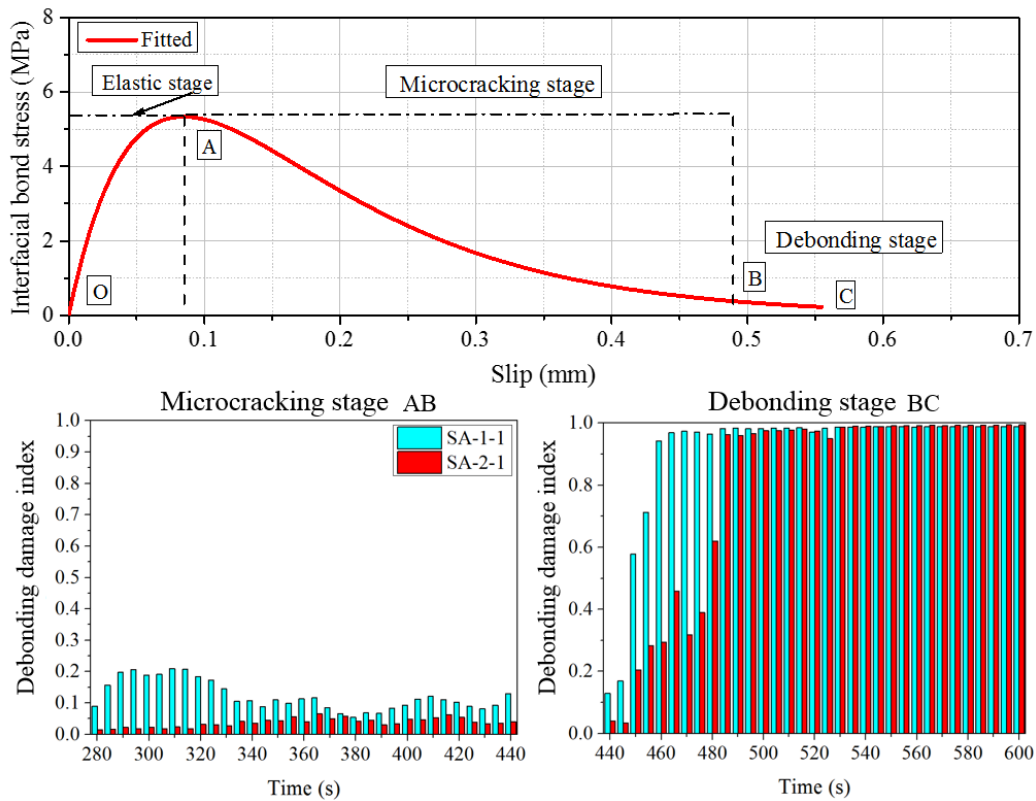 Interfacial bond stress (MPa)
8
6
4
2
0
Fitted
Elastic stage
Microcracking stage
A
Debonding stage
O
B
C
0.0 0.1 0.2 0.3 0.4 0.5 0.6 0.7
Slip (mm)
Microcracking stage AB
Debonding damage index
1.0
0.9
0.8
0.7
0.6
0.5
0.4
0.3
0.2
0.1
0.0
SA-1-1
SA-2-1
280 300 320 340 360 380 400 420 440
Time (s)
Debonding stage BC
Debonding damage index
1.0
0.8
0.6
0.4
0.2
0.0
440 460 480 500 520 540 560 580 600
Time (s)